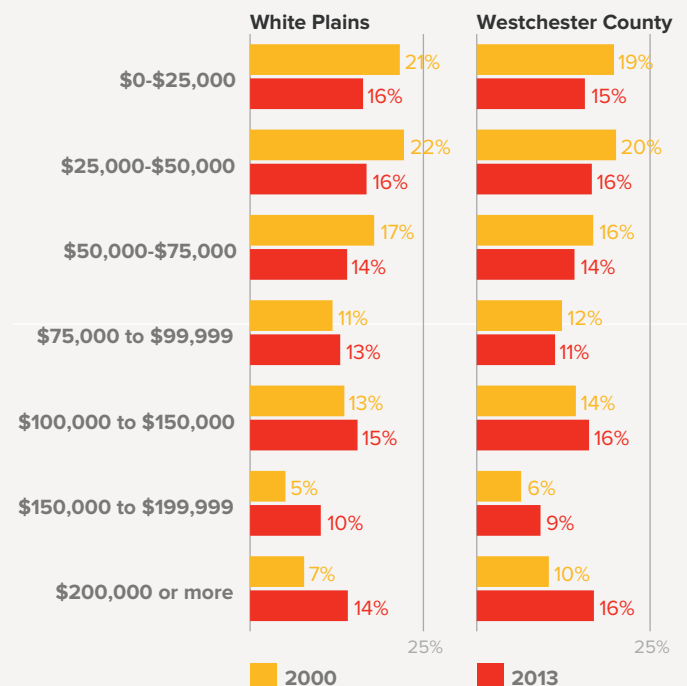 White Plains Westchester County
$0-$25,000 21% 19%
16% 15%
$25,000-$50,000 22% 20%
16% 16%
$50,000-$75,000 17% 16%
14% 14%
$75,000 to $99,999 11% 12%
13% 11%
$100,000 to $150,000 13% 14%
15% 16%
$150,000 to $199,999 5% 6%
10% 9%
$200,000 or more 7% 10%
14% 16%
25% 25%
2000 2013